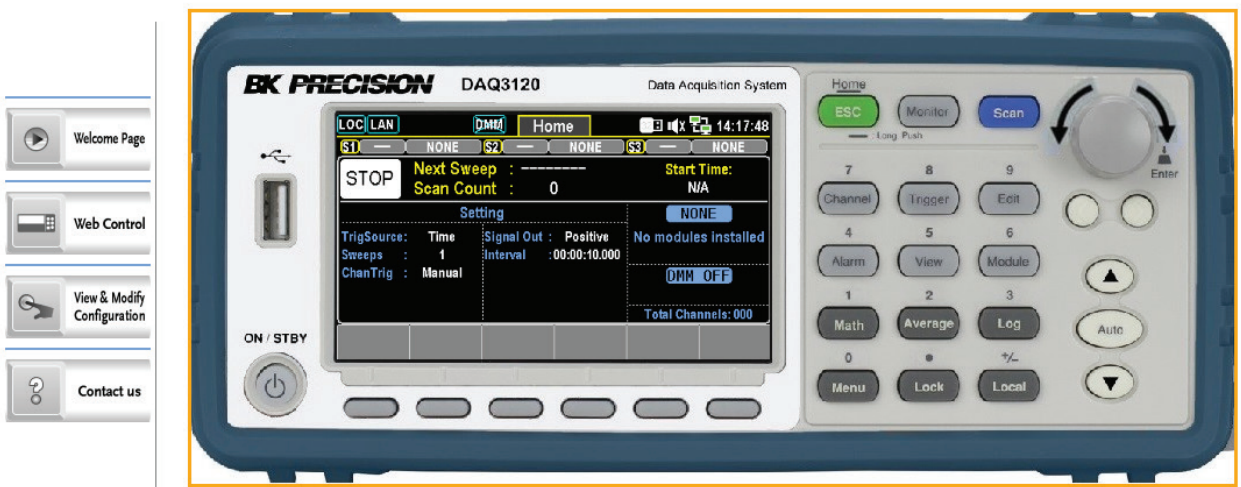 Welcome Page
Web Control
View & Modify
Configuration
Contact us
BK PRECISION DAQ3120 Data Acquisition System
LOC LAN DMM Home 14:17:48
S1 — NONE S2 — NONE S3 — NONE
STOP
Next Sweep : --------
Scan Count : 0
Start Time:
N/A
Setting
TrigSource: Time
Sweeps : 1
ChanTrig : Manual
Signal Out : Positive
Interval :00:00:10.000
NONE
No modules installed
DMM OFF
Total Channels: 000
ON / STBY
Home
ESC Monitor Scan
: Long Push
Enter
7 8 9
Channel Trigger Edit
4 5 6
Alarm View Module
1 2 3
Math Average Log
Auto
0 ● +/-
Menu Lock Local